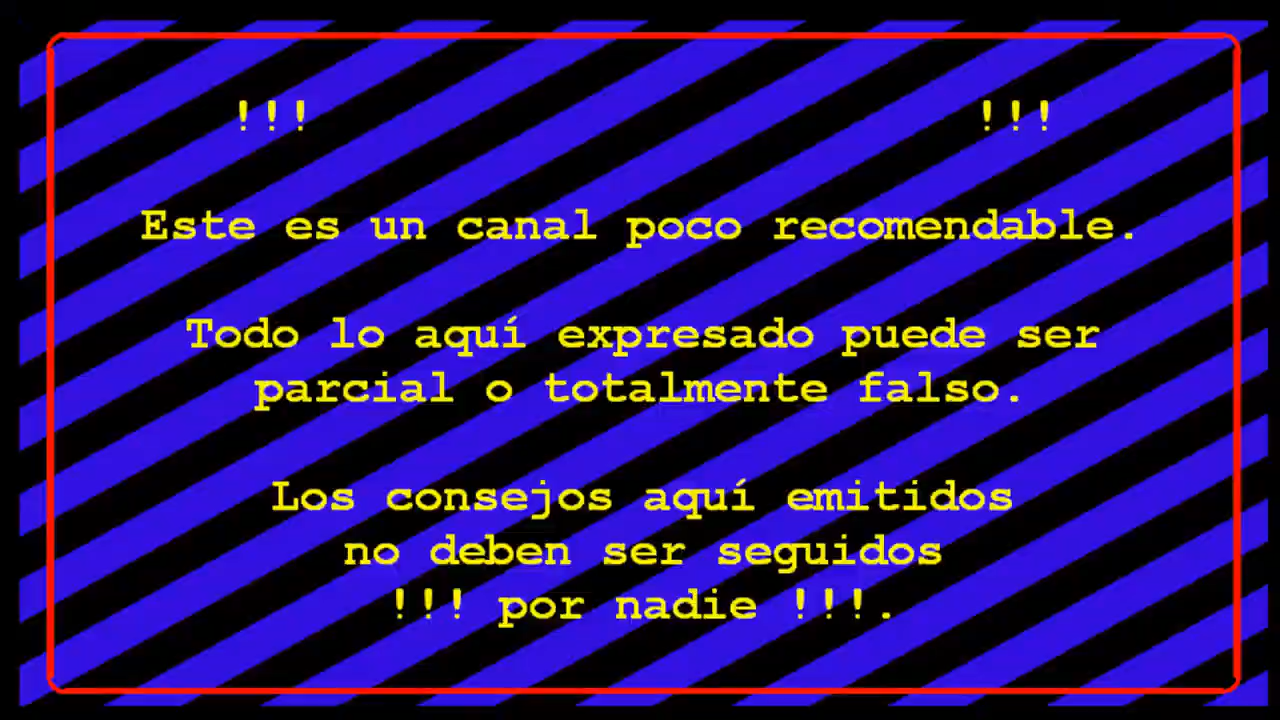 !!! !!!
Este es un canal poco recomendable.
Todo lo aquí expresado puede ser
parcial o totalmente falso.
Los consejos aquí emitidos
no deben ser seguidos
!!! por nadie !!!.